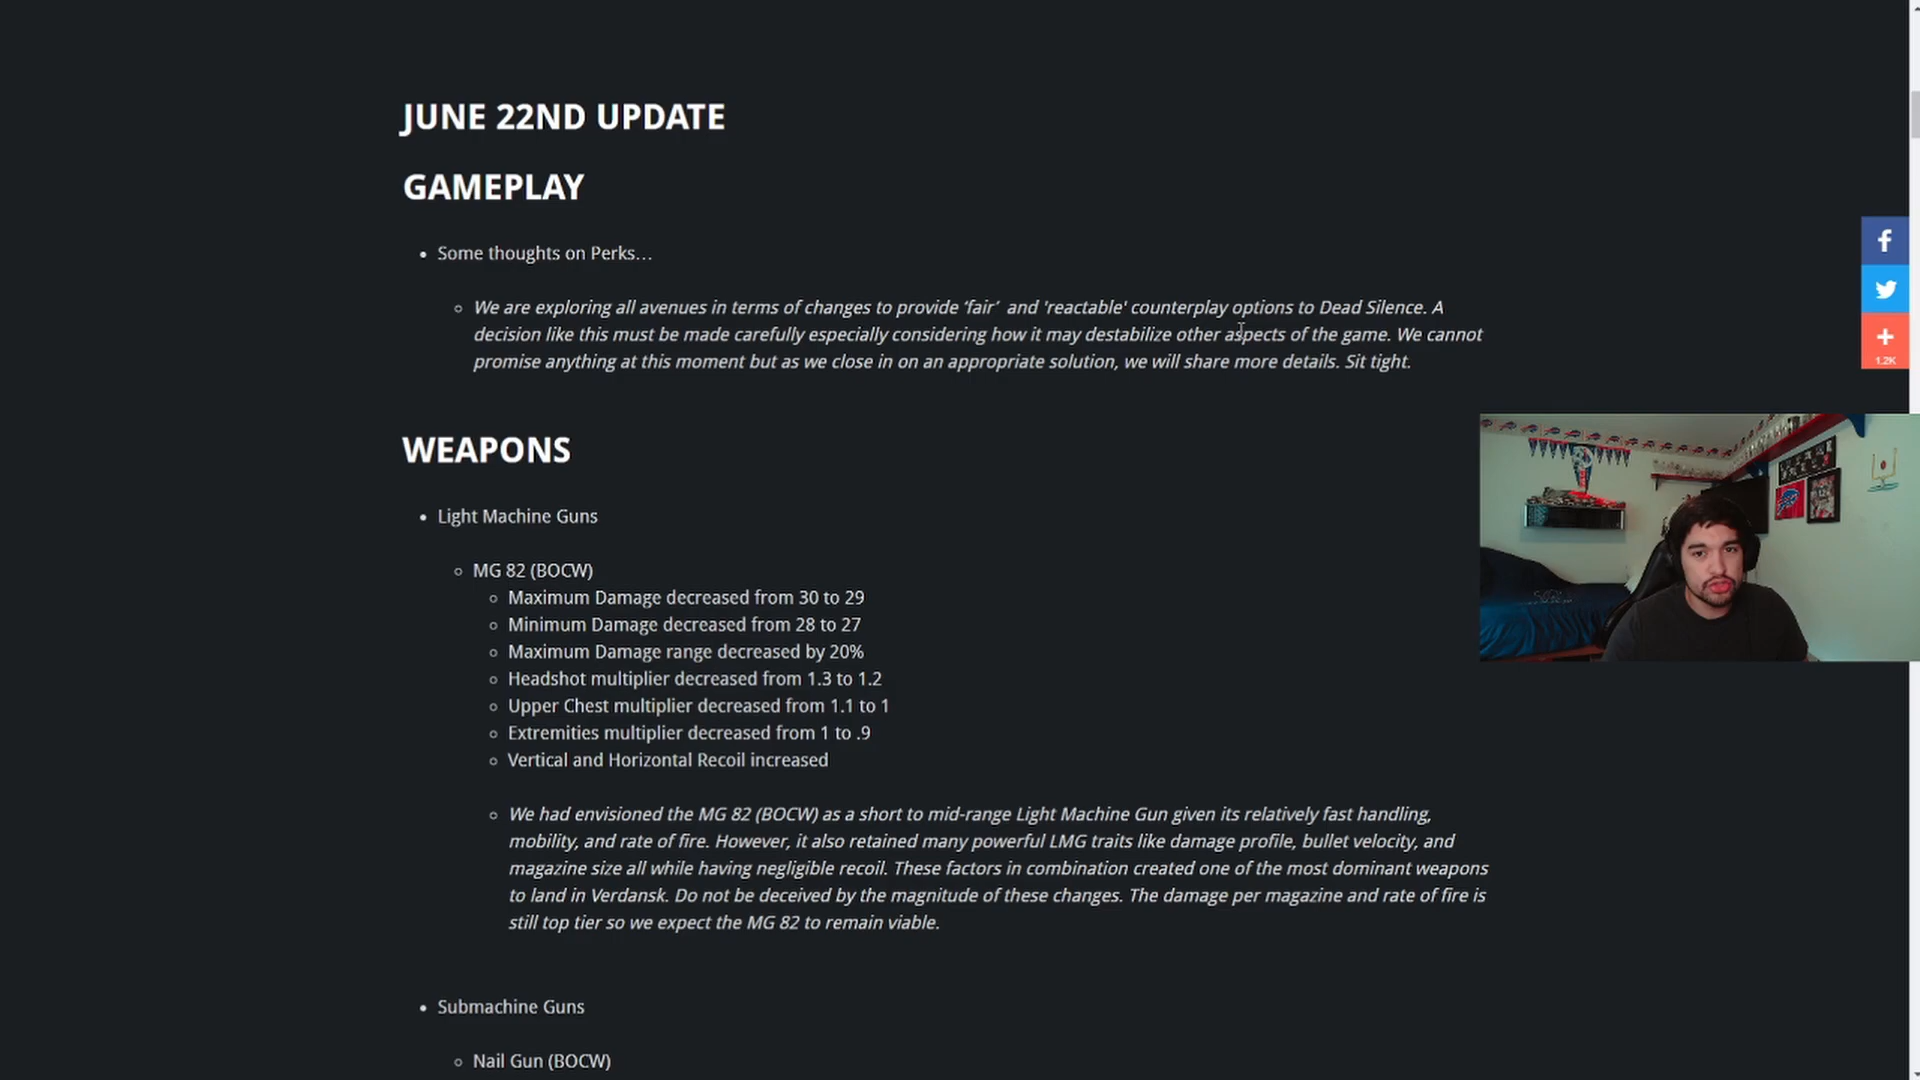 JUNE 22ND UPDATE
GAMEPLAY
Some thoughts on Perks...
We are exploring all avenues in terms of changes to provide 'fair' and 'reactable' counterplay options to Dead Silence. A
decision like this must be made carefully especially considering how it may destabilize other aspects of the game. We cannot
promise anything at this moment but as we close in on an appropriate solution, we will share more details. Sit tight.
1.2K
WEAPONS
Light Machine Guns
MG 82 (BOCW)
Maximum Damage decreased from 30 to 29
Minimum Damage decreased from 28 to 27
Maximum Damage range decreased by 20%
Headshot multiplier decreased from 1.3 to 1.2
Upper Chest multiplier decreased from 1.1 to 1
Extremities multiplier decreased from 1 to .9
Vertical and Horizontal Recoil increased
We had envisioned the MG 82 (BOCW) as a short to mid-range Light Machine Gun given its relatively fast handling,
mobility, and rate of fire. However, it also retained many powerful LMG traits like damage profile, bullet velocity, and
magazine size all while having negligible recoil. These factors in combination created one of the most dominant weapons
to land in Verdansk. Do not be deceived by the magnitude of these changes. The damage per magazine and rate of fire is
still top tier so we expect the MG 82 to remain viable.
Submachine Guns
Nail Gun (BOCW)